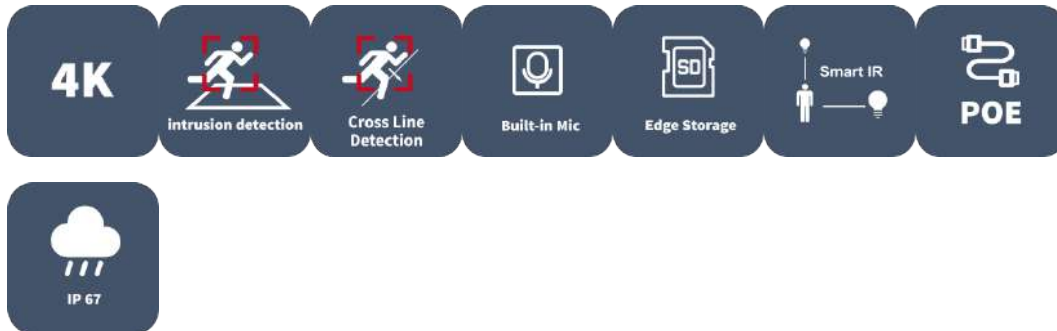 4K
intrusion detection
Cross Line
Detection
Built-in Mic
SD
Edge Storage
Smart IR
POE
IP 67